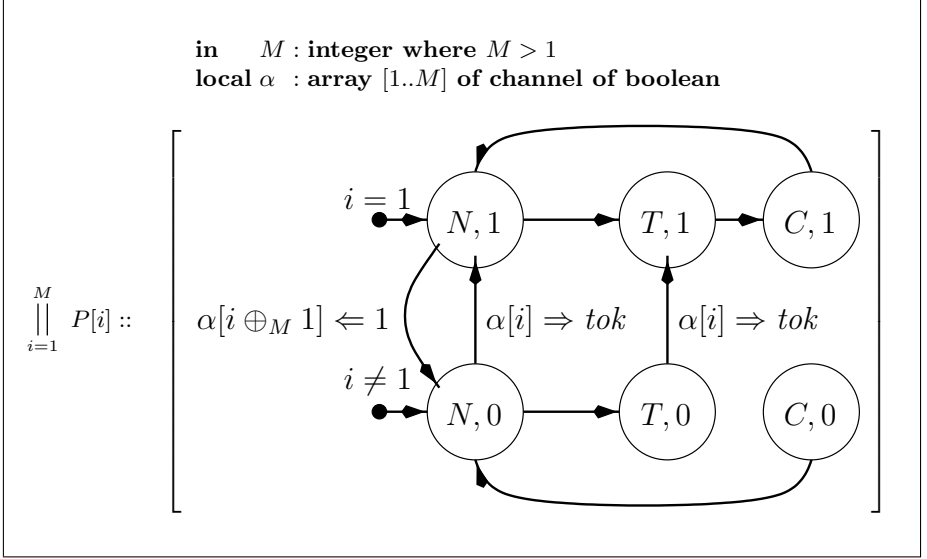 in M : integer where M > 1
local α : array [1..M] of channel of boolean
i = 1
N, 1 T, 1 C, 1
M
|| P[i] :: α[i ⊕_M 1] ⇐ 1 α[i] ⇒ tok α[i] ⇒ tok
i=1
i ≠ 1
N, 0 T, 0 C, 0